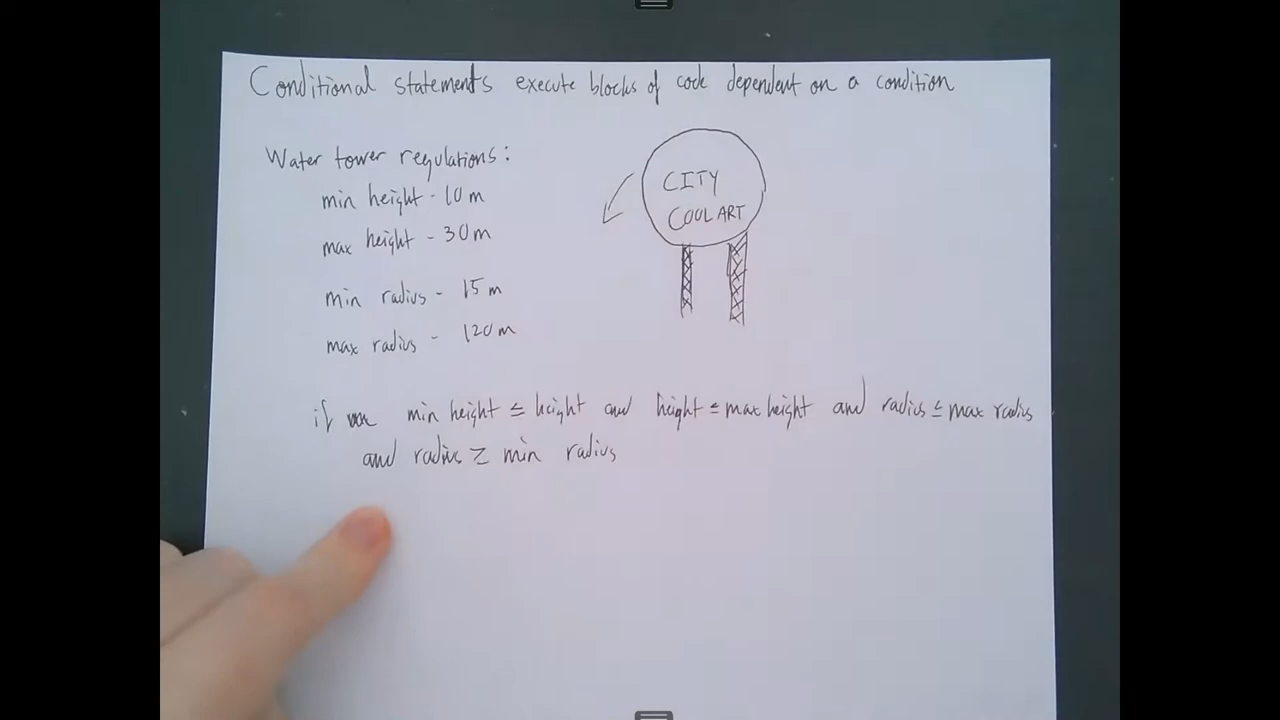 Conditional statements execute blocks of code dependent on a condition
Water tower regulations:
min height - 10 m
max height - 30 m
min radius - 15 m
max radius - 120 m
CITY
COOL ART
if min height ≤ height and height ≤ max height and radius ≤ max radius
and radius ≥ min radius